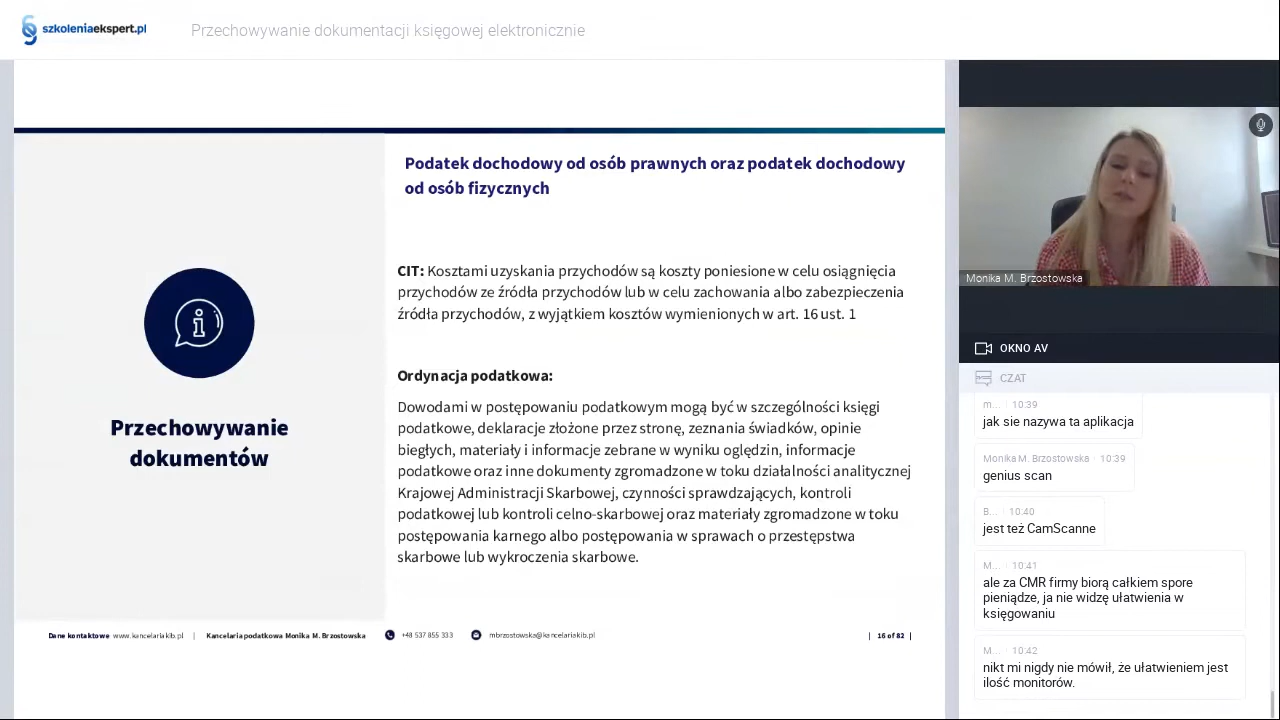 szkoleniaekspert.pl
Przechowywanie dokumentacji księgowej elektronicznie
Podatek dochodowy od osób prawnych oraz podatek dochodowy
od osób fizycznych
CIT: Kosztami uzyskania przychodów są koszty poniesione w celu osiągnięcia
przychodów ze źródła przychodów lub w celu zachowania albo zabezpieczenia
źródła przychodów, z wyjątkiem kosztów wymienionych w art. 16 ust. 1
Ordynacja podatkowa:
Dowodami w postępowaniu podatkowym mogą być w szczególności księgi
podatkowe, deklaracje złożone przez stronę, zeznania świadków, opinie
biegłych, materiały i informacje zebrane w wyniku oględzin, informacje
podatkowe oraz inne dokumenty zgromadzone w toku działalności analitycznej
Krajowej Administracji Skarbowej, czynności sprawdzających, kontroli
podatkowej lub kontroli celno-skarbowej oraz materiały zgromadzone w toku
postępowania karnego albo postępowania w sprawach o przestępstwa
skarbowe lub wykroczenia skarbowe.
Przechowywanie
dokumentów
Dane kontaktowe www.kancelariakib.pl | Kancelaria podatkowa Monika M. Brzostowska +48 537 855 333 mbrzostowska@kancelariakib.pl | 16 of 82 |
Monika M. Brzostowska
OKNO AV
CZAT
m... 10:39
jak sie nazywa ta aplikacja
Monika M. Brzostowska 10:39
genius scan
B... 10:40
jest też CamScanne
M... 10:41
ale za CMR firmy biorą całkiem spore
pieniądze, ja nie widzę ułatwienia w
księgowaniu
M... 10:42
nikt mi nigdy nie mówił, że ułatwieniem jest
ilość monitorów.